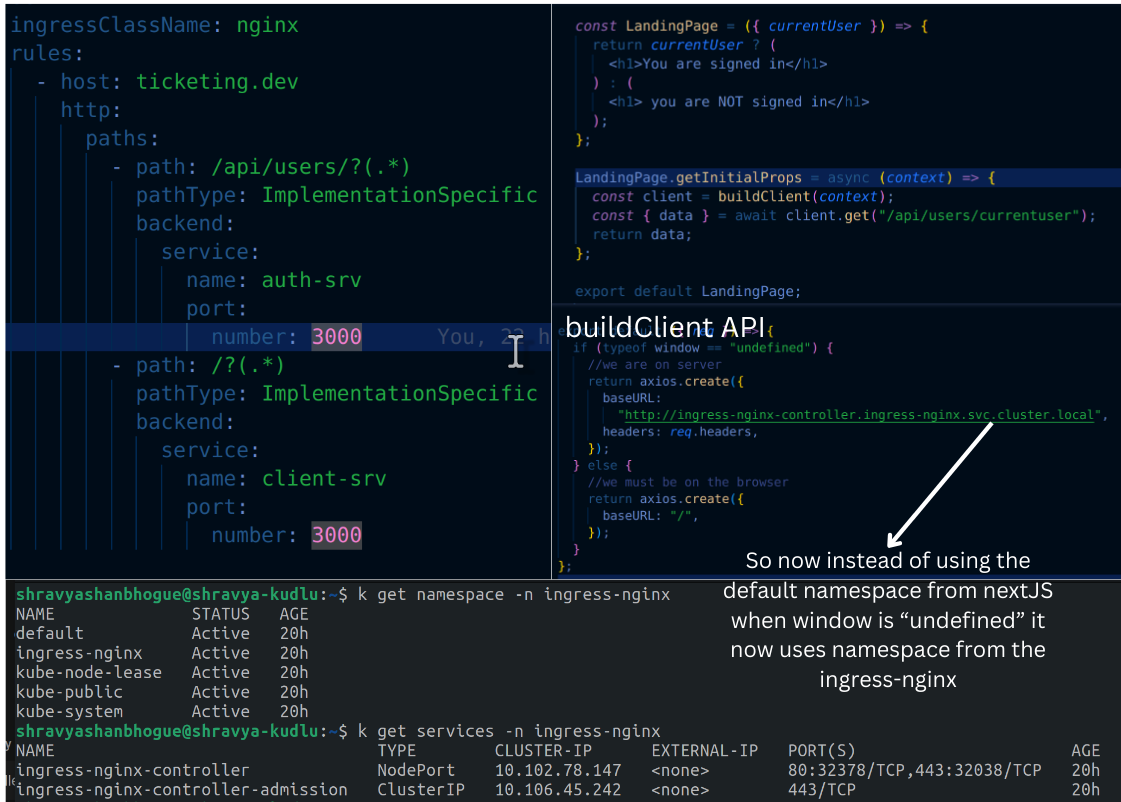 ingressClassName: nginx
rules:
- host: ticketing.dev
http:
paths:
- path: /api/users/?(.*)
pathType: ImplementationSpecific
backend:
service:
name: auth-srv
port:
number: 3000 You, 22 h
- path: /?(.*)
pathType: ImplementationSpecific
backend:
service:
name: client-srv
port:
number: 3000
const LandingPage = ({ currentUser }) => {
return currentUser ? (
<h1>You are signed in</h1>
) : (
<h1> you are NOT signed in</h1>
);
};
LandingPage.getInitialProps = async (context) => {
const client = buildClient(context);
const { data } = await client.get("/api/users/currentuser");
return data;
};
export default LandingPage;
buildClient API
=> {
if (typeof window == "undefined") {
//we are on server
return axios.create({
baseURL:
"http://ingress-nginx-controller.ingress-nginx.svc.cluster.local",
headers: req.headers,
});
} else {
//we must be on the browser
return axios.create({
baseURL: "/",
});
}
};
So now instead of using the
default namespace from nextJS
when window is “undefined” it
now uses namespace from the
ingress-nginx
shravyashanbhogue@shravya-kudlu:~$ k get namespace -n ingress-nginx
NAME STATUS AGE
default Active 20h
ingress-nginx Active 20h
kube-node-lease Active 20h
kube-public Active 20h
kube-system Active 20h
shravyashanbhogue@shravya-kudlu:~$ k get services -n ingress-nginx
NAME TYPE CLUSTER-IP EXTERNAL-IP PORT(S) AGE
ingress-nginx-controller NodePort 10.102.78.147 <none> 80:32378/TCP,443:32038/TCP 20h
ingress-nginx-controller-admission ClusterIP 10.106.45.242 <none> 443/TCP 20h